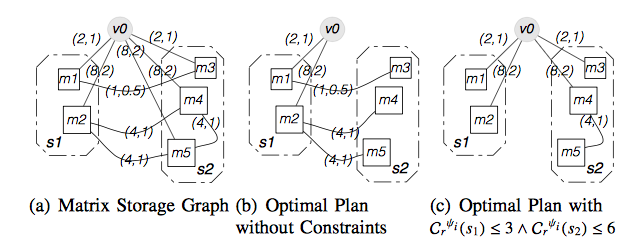 v0
v0
v0
(2,1)
(2,1)
(2,1)
(2,1)
(2,1)
(8,2)
m1
(8,2)
(8,2)
m3
m1
(8,2)
m3
m1
(8,2)
(8,2)
m3
(1,0.5)
(1,0.5)
m2
m4
m2
m4
m2
m4
(4,1)
(4,1)
(4,1)
(4,1)
s1
(4,1)
m5
s1
(4,1)
m5
s1
m5
s2
s2
s2
(a) Matrix Storage Graph
(b) Optimal Plan
without Constraints
(c) Optimal Plan with
Cᵣ^ψᵢ(s₁) ≤ 3 ∧ Cᵣ^ψᵢ(s₂) ≤ 6